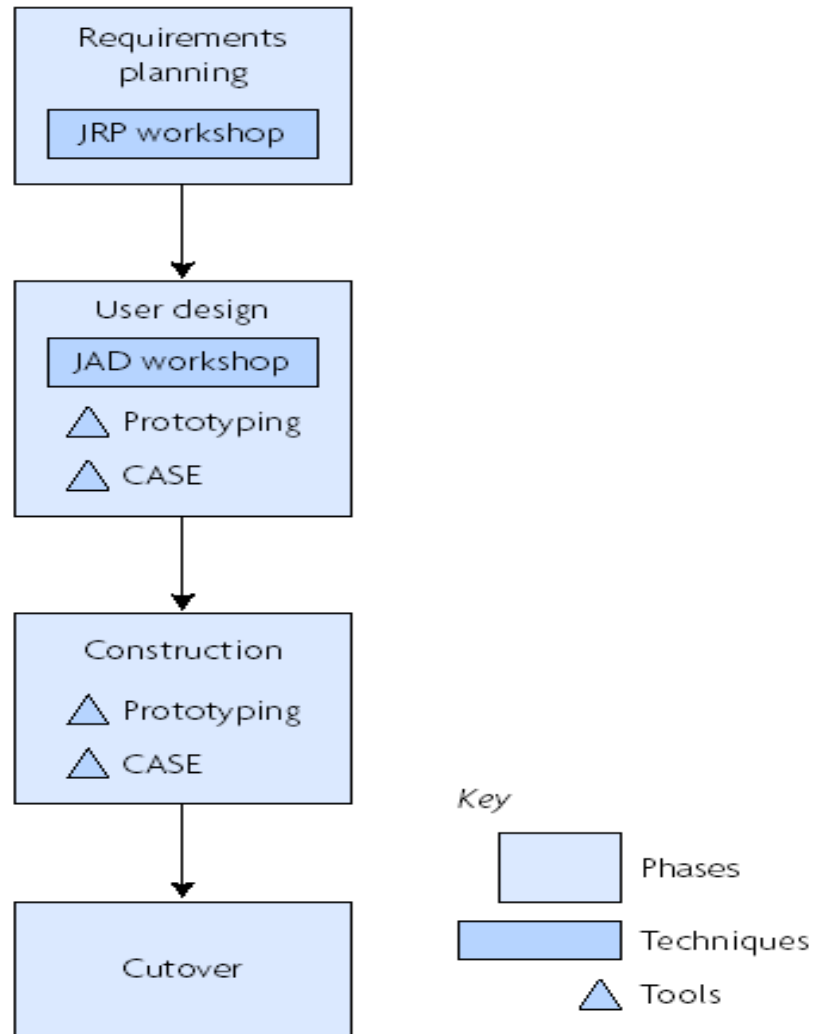 Requirements
planning
JRP workshop
User design
JAD workshop
Prototyping
CASE
Construction
Prototyping
CASE
Cutover
Key
Phases
Techniques
Tools